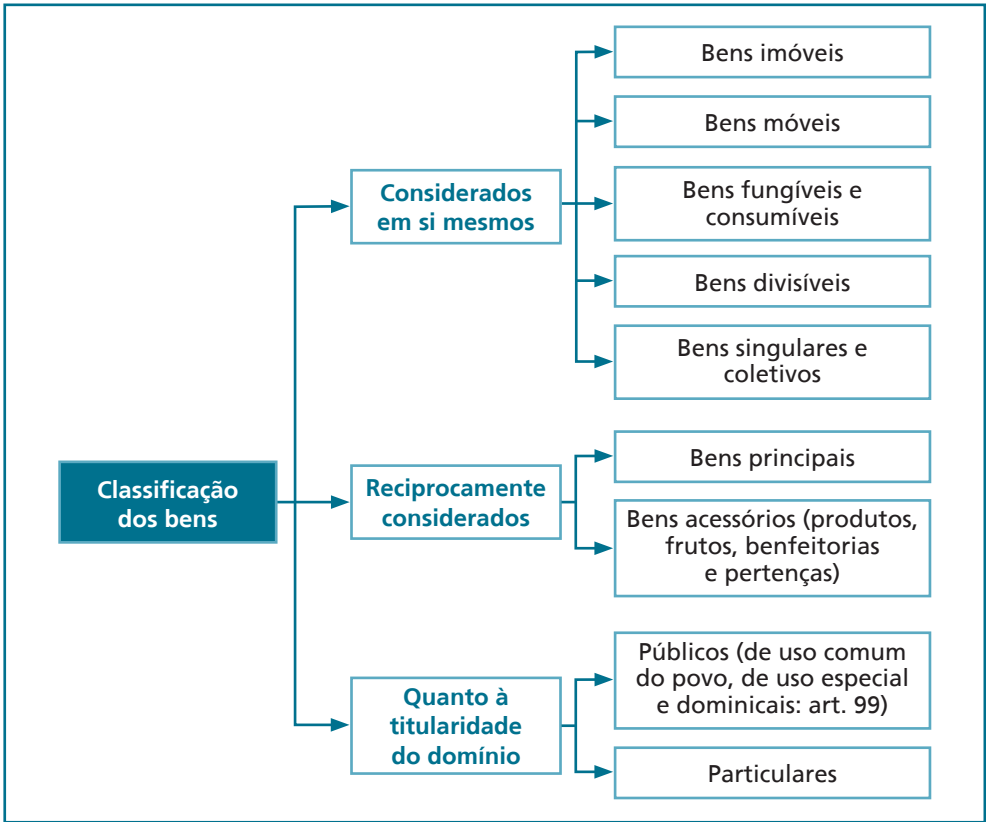 Classificação
dos bens
Considerados
em si mesmos
Bens imóveis
Bens móveis
Bens fungíveis e
consumíveis
Bens divisíveis
Bens singulares e
coletivos
Reciprocamente
considerados
Bens principais
Bens acessórios (produtos,
frutos, benfeitorias
e pertenças)
Quanto à
titularidade
do domínio
Públicos (de uso comum
do povo, de uso especial
e dominicais: art. 99)
Particulares